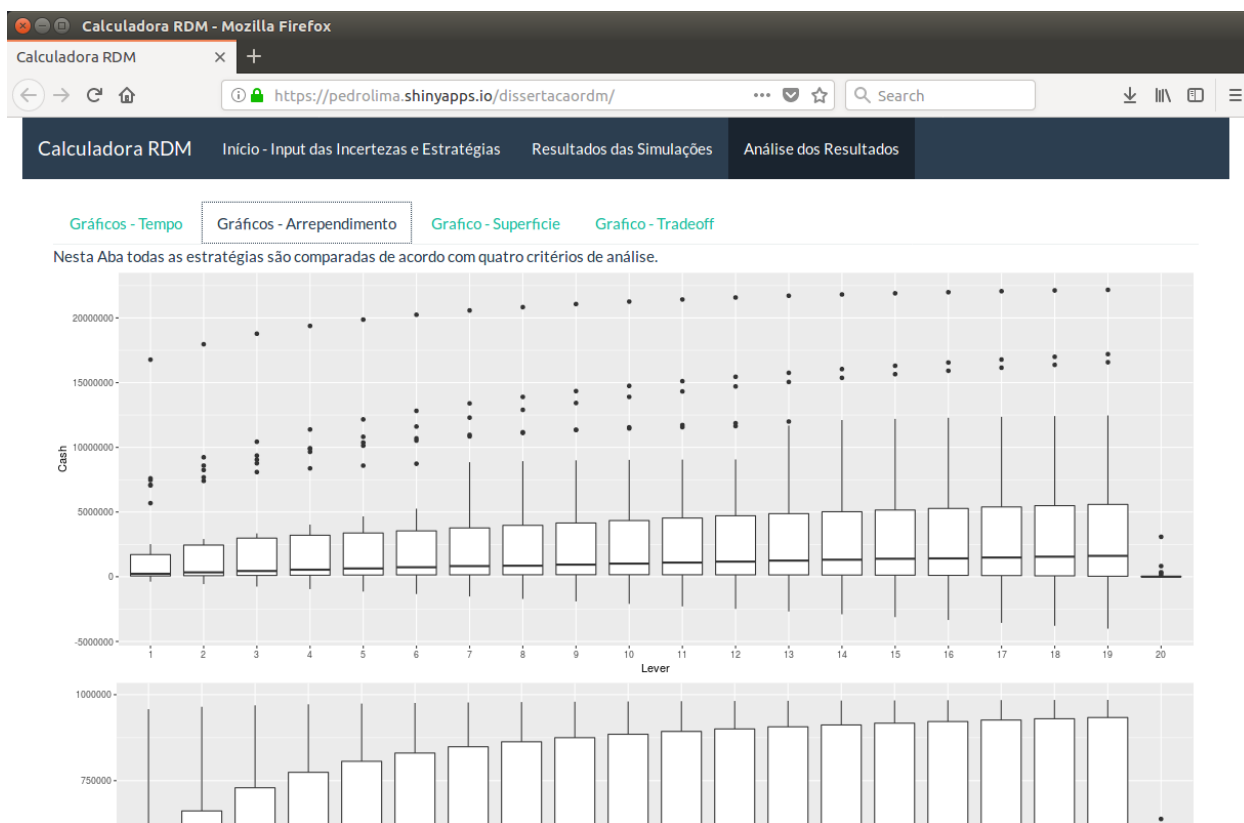 Calculadora RDM - Mozilla Firefox
Calculadora RDM × +
https://pedrolima.shinyapps.io/dissertacaordm/ ... Search
Calculadora RDM Início - Input das Incertezas e Estratégias Resultados das Simulações Análise dos Resultados
Gráficos - Tempo Gráficos - Arrependimento Grafico - Superficie Grafico - Tradeoff
Nesta Aba todas as estratégias são comparadas de acordo com quatro critérios de análise.
20000000
15000000
10000000
Cash
5000000
0
-5000000
1 2 3 4 5 6 7 8 9 10 11 12 13 14 15 16 17 18 19 20
Lever
1000000
750000